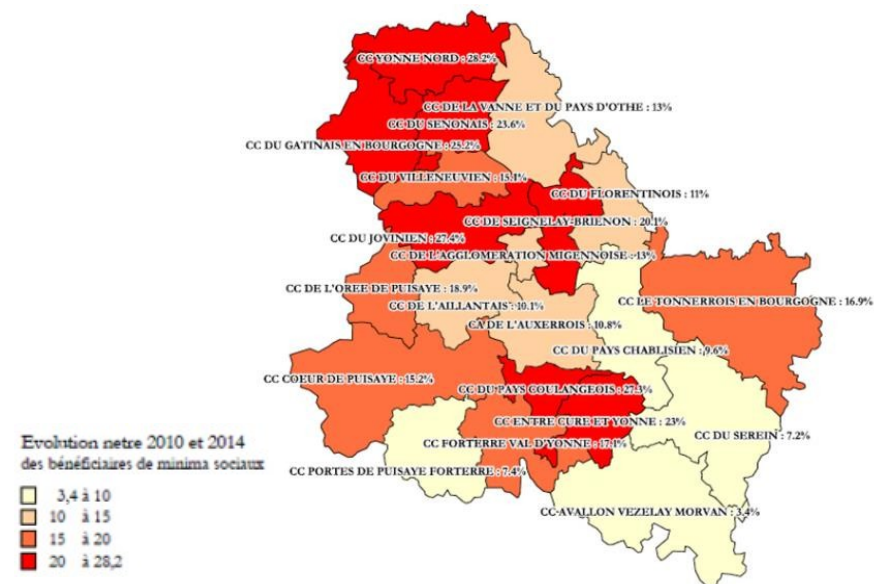 CC YONNE NORD : 28.2%
CC DE LA VANNE ET DU PAYS D'OTHE : 13%
CC DU SENONAIS : 23.6%
CC DU GATINAIS EN BOURGOGNE : 25.2%
CC DU VILLENEUVIEN : 15.1%
CC DU FLORENTINOIS : 11%
CC DE SEIGNELAY-BRIENON : 20.1%
CC DU JOVINIEN : 27.4%
CC DE L'AGGLOMERATION MIGENNOISE : 13%
CC DE L'OREE DE PUISAYE : 18.9%
CC LE TONNERROIS EN BOURGOGNE : 16.9%
CC DE L'AILLANTAIS : 10.1%
CA DE L'AUXERROIS : 10.8%
CC DU PAYS CHABLISIEN : 9.6%
CC COEUR DE PUISAYE : 15.2%
CC DU PAYS COULANGEOIS : 27.3%
CC ENTRE CURE ET YONNE : 23%
CC DU SEREIN : 7.2%
CC FORTERRE VAL D'YONNE : 17.1%
CC PORTES DE PUISAYE FORTERRE : 7.4%
CC-AVALLON VEZELAY MORVAN : 3.4%
Evolution netre 2010 et 2014
des bénéficiaires de minima sociaux
3,4 à 10
10 à 15
15 à 20
20 à 28,2